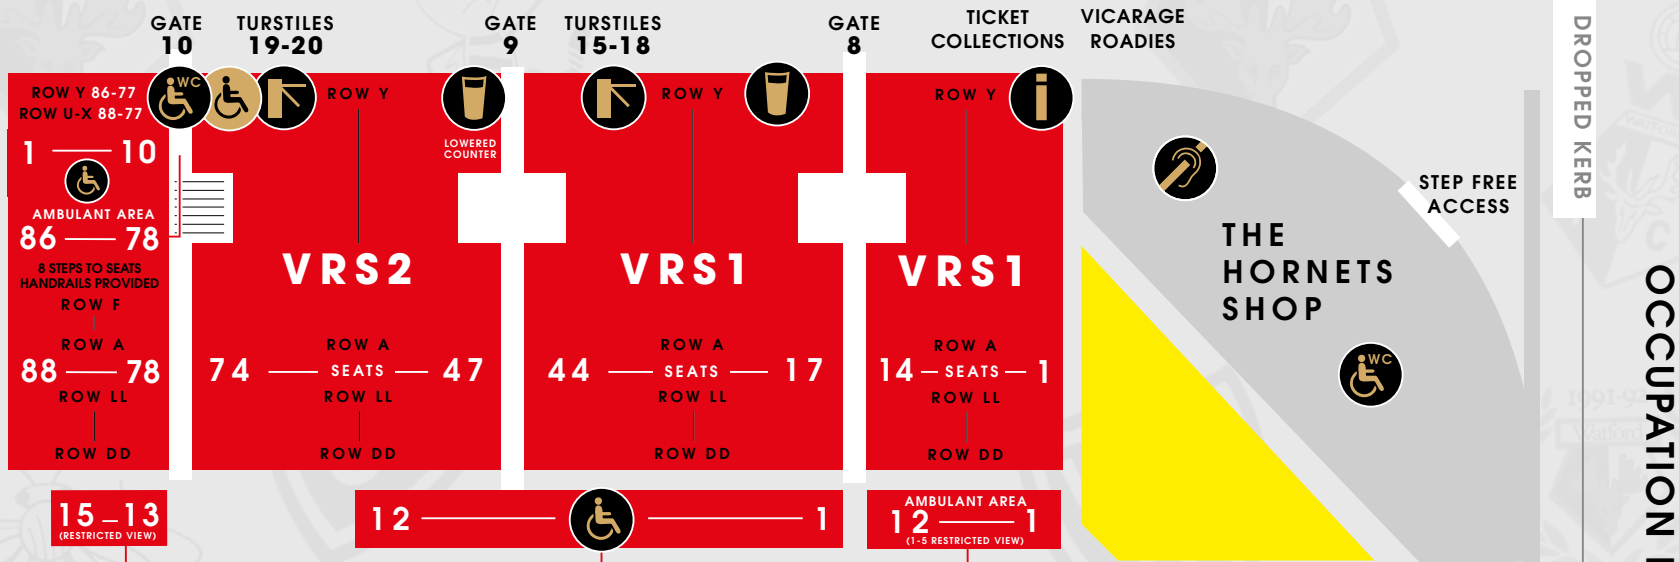 GATE
10
TURSTILES
19-20
GATE
9
TURSTILES
15-18
GATE
8
TICKET
COLLECTIONS
VICARAGE
ROADIES
ROW Y 86-77
ROW U-X 88-77
1 10
AMBULANT AREA
86 78
8 STEPS TO SEATS
HANDRAILS PROVIDED
ROW F
ROW A
88 78
ROW LL
ROW DD
15 – 13
(RESTRICTED VIEW)
WC
ROW Y
LOWERED
COUNTER
VRS2
ROW A
74 SEATS 47
ROW LL
ROW DD
ROW Y
VRS1
ROW A
44 SEATS 17
ROW LL
ROW DD
12 1
ROW Y
i
VRS1
ROW A
14 SEATS 1
ROW LL
ROW DD
AMBULANT AREA
12 1
(1-5 RESTRICTED VIEW)
THE
HORNETS
SHOP
WC
STEP FREE
ACCESS
DROPPED KERB
OCCUPATION
1991-92
Watford